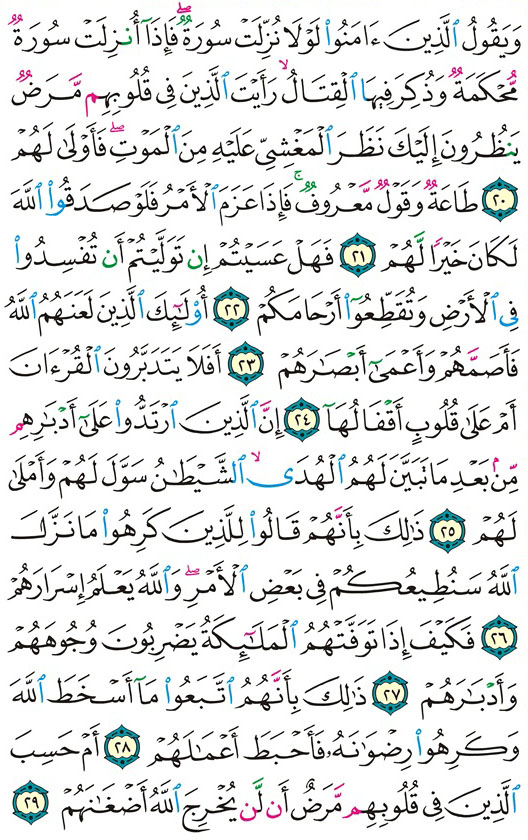 وَيَقُولُ ٱلَّذِينَ ءَامَنُوا۟ لَوْلَا نُزِّلَتْ سُورَةٌ ۖ فَإِذَآ أُنزِلَتْ سُورَةٌ
مُّحْكَمَةٌ وَذُكِرَ فِيهَا ٱلْقِتَالُ ۙ رَأَيْتَ ٱلَّذِينَ فِى قُلُوبِهِم مَّرَضٌ
يَنظُرُونَ إِلَيْكَ نَظَرَ ٱلْمَغْشِىِّ عَلَيْهِ مِنَ ٱلْمَوْتِ ۖ فَأَوْلَىٰ لَهُمْ
٢٠ طَاعَةٌ وَقَوْلٌ مَّعْرُوفٌ ۚ فَإِذَا عَزَمَ ٱلْأَمْرُ فَلَوْ صَدَقُوا۟ ٱللَّهَ
لَكَانَ خَيْرًا لَّهُمْ ٢١ فَهَلْ عَسَيْتُمْ إِن تَوَلَّيْتُمْ أَن تُفْسِدُوا۟
فِى ٱلْأَرْضِ وَتُقَطِّعُوٓا۟ أَرْحَامَكُمْ ٢٢ أُو۟لَـٰٓئِكَ ٱلَّذِينَ لَعَنَهُمُ ٱللَّهُ
فَأَصَمَّهُمْ وَأَعْمَىٰٓ أَبْصَـٰرَهُمْ ٢٣ أَفَلَا يَتَدَبَّرُونَ ٱلْقُرْءَانَ
أَمْ عَلَىٰ قُلُوبٍ أَقْفَالُهَآ ٢٤ إِنَّ ٱلَّذِينَ ٱرْتَدُّوا۟ عَلَىٰٓ أَدْبَـٰرِهِم
مِّنۢ بَعْدِ مَا تَبَيَّنَ لَهُمُ ٱلْهُدَى ۙ ٱلشَّيْطَـٰنُ سَوَّلَ لَهُمْ وَأَمْلَىٰ
لَهُمْ ٢٥ ذَٰلِكَ بِأَنَّهُمْ قَالُوا۟ لِلَّذِينَ كَرِهُوا۟ مَا نَزَّلَ
ٱللَّهُ سَنُطِيعُكُمْ فِى بَعْضِ ٱلْأَمْرِ ۖ وَٱللَّهُ يَعْلَمُ إِسْرَارَهُمْ
٢٦ فَكَيْفَ إِذَا تَوَفَّتْهُمُ ٱلْمَلَـٰٓئِكَةُ يَضْرِبُونَ وُجُوهَهُمْ
وَأَدْبَـٰرَهُمْ ٢٧ ذَٰلِكَ بِأَنَّهُمُ ٱتَّبَعُوا۟ مَآ أَسْخَطَ ٱللَّهَ
وَكَرِهُوا۟ رِضْوَٰنَهُۥ فَأَحْبَطَ أَعْمَـٰلَهُمْ ٢٨ أَمْ حَسِبَ
ٱلَّذِينَ فِى قُلُوبِهِم مَّرَضٌ أَن لَّن يُخْرِجَ ٱللَّهُ أَضْغَـٰنَهُمْ ٢٩